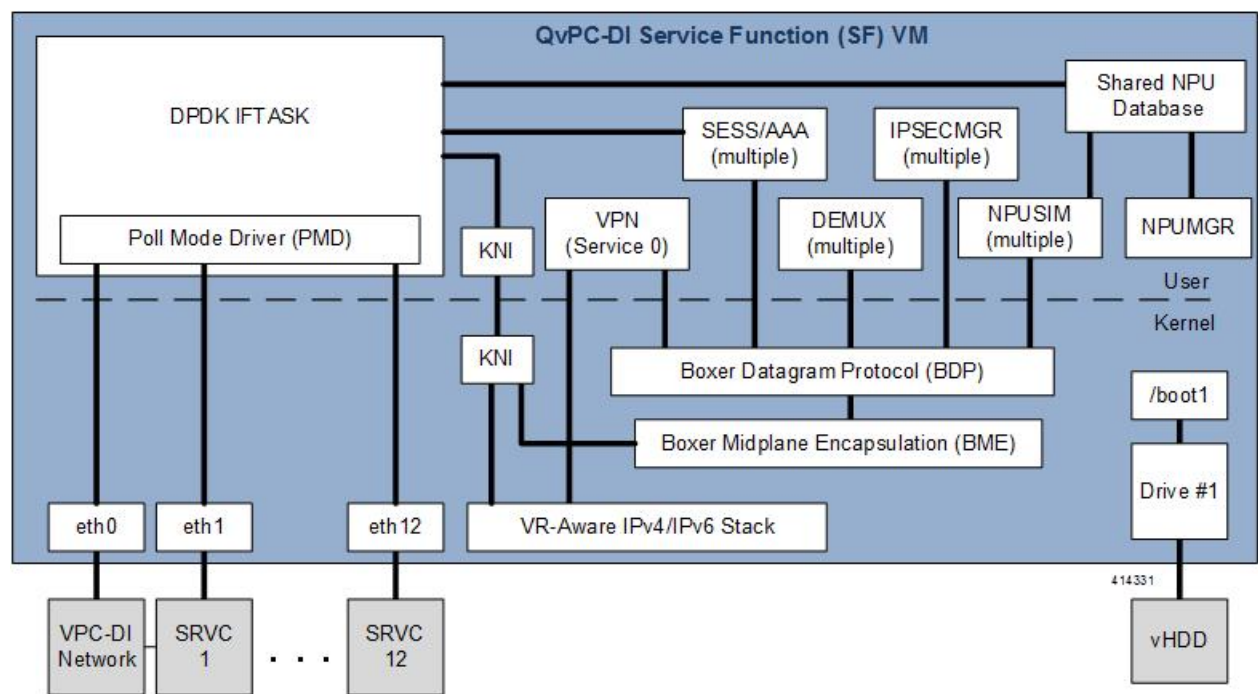 QvPC-DI Service Function (SF) VM
DPDK IFTASK
Shared NPU
Database
SESS/AAA
(multiple)
IPSECMGR
(multiple)
Poll Mode Driver (PMD)
KNI
VPN
(Service 0)
DEMUX
(multiple)
NPUSIM
(multiple)
NPUMGR
User
Kernel
KNI
Boxer Datagram Protocol (BDP)
/boot1
Boxer Midplane Encapsulation (BME)
Drive #1
eth0
eth1
eth12
VR-Aware IPv4/IPv6 Stack
414331
VPC-DI
Network
SRVC
1
. . .
SRVC
12
vHDD